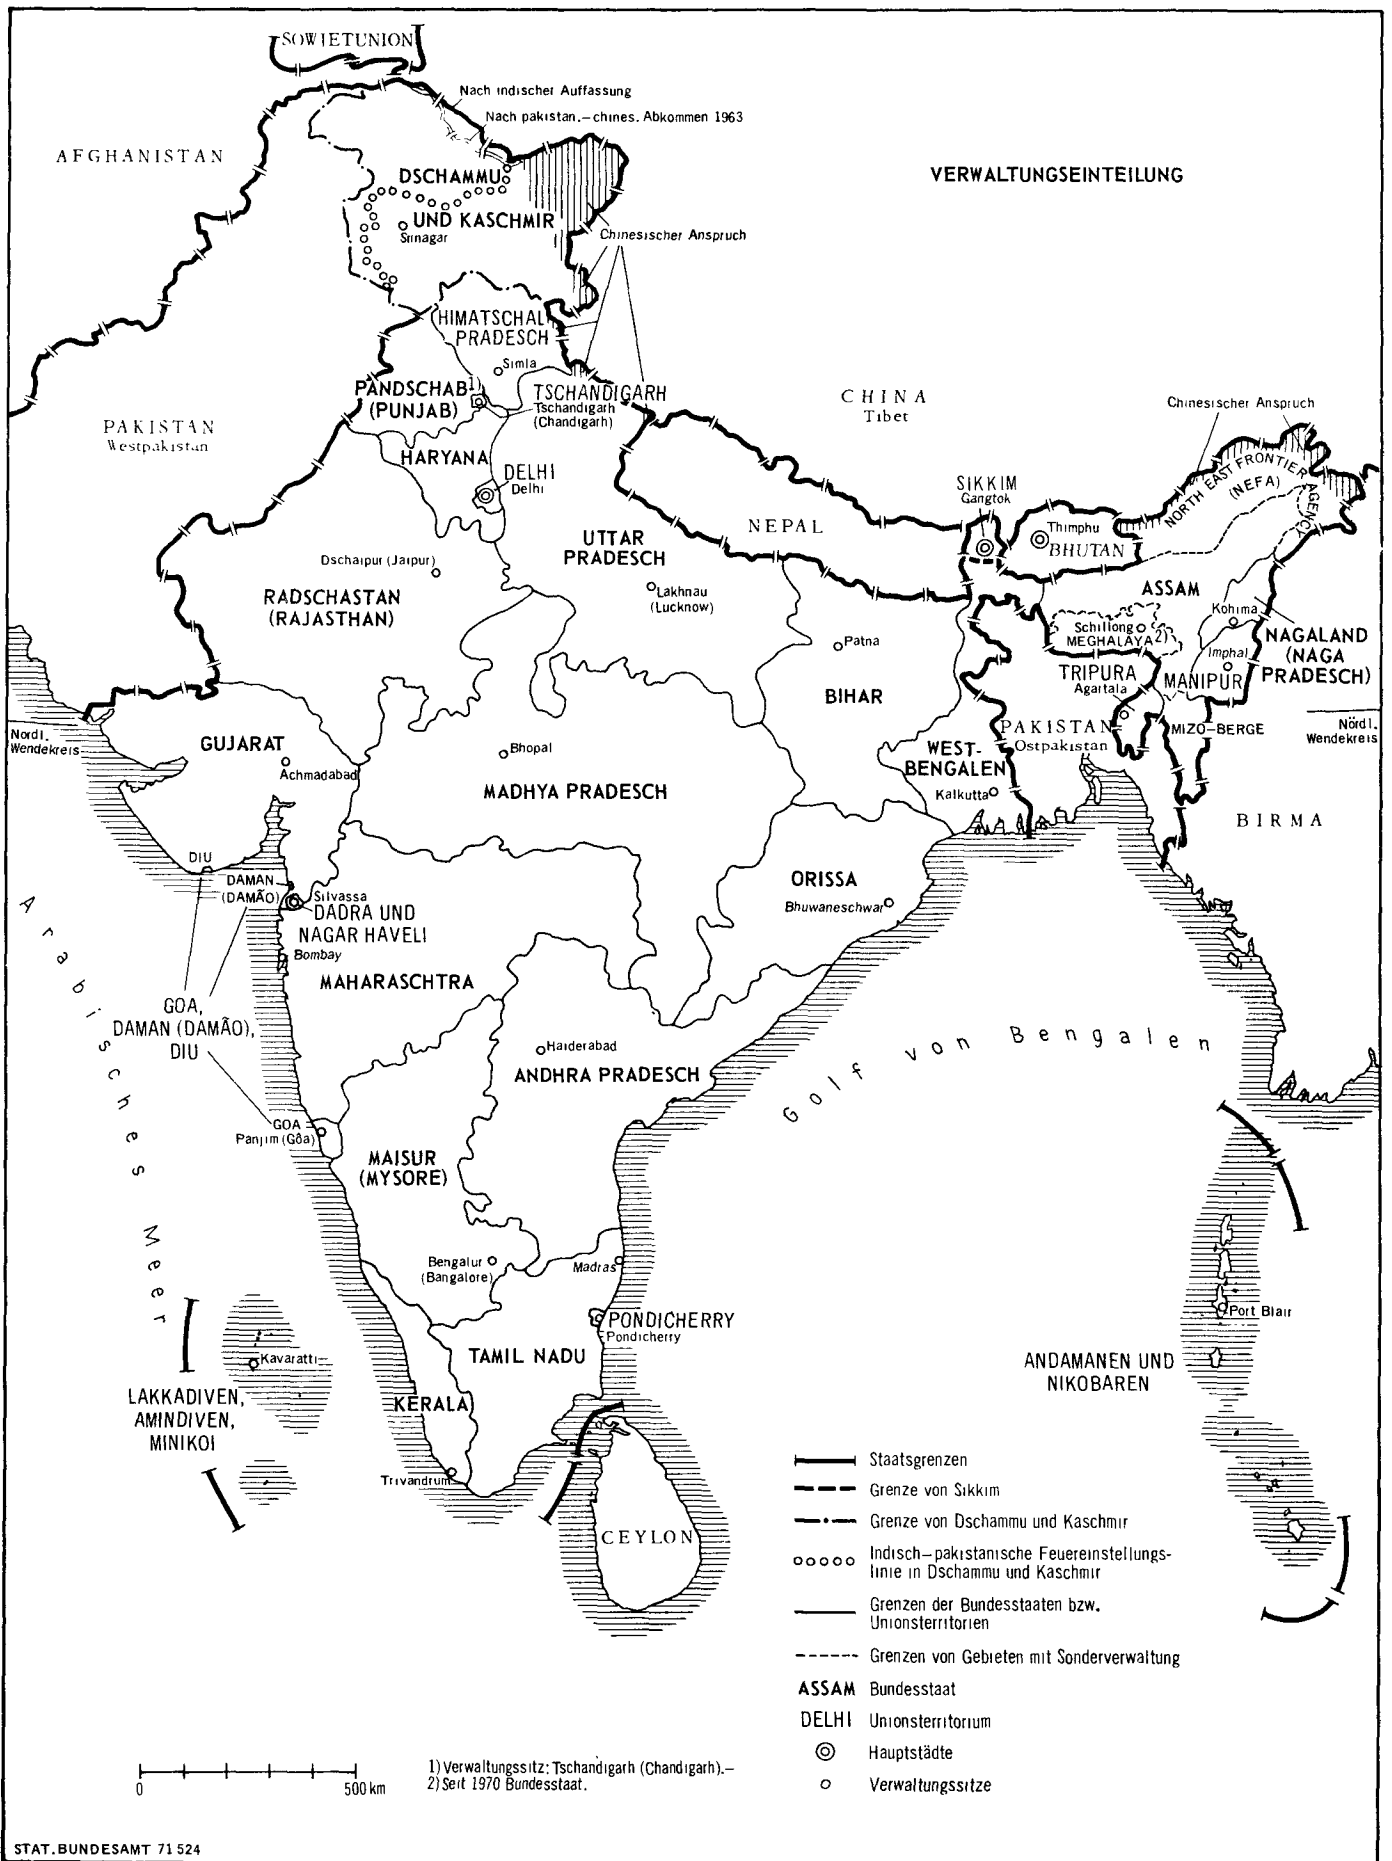 SOWJETUNION
Nach indischer Auffassung
Nach pakistan.-chines. Abkommen 1963
AFGHANISTAN
VERWALTUNGSEINTEILUNG
DSCHAMMU
UND KASCHMIR
Srinagar
Chinesischer Anspruch
HIMATSCHAL
PRADESCH
Simla
PANDSCHAB 1)
(PUNJAB)
TSCHANDIGARH
Tschandigarh
(Chandigarh)
CHINA
Tibet
Chinesischer Anspruch
PAKISTAN
Westpakistan
HARYANA
DELHI
Delhi
NORTH EAST FRONTIER AGENCY
(NEFA)
SIKKIM
Gangtok
NEPAL
Thimphu
BHUTAN
UTTAR
PRADESCH
Dschaipur (Jaipur)
Lakhnau
(Lucknow)
RADSCHASTAN
(RAJASTHAN)
ASSAM
Kohima
Schillong
MEGHALAYA 2)
NAGALAND
(NAGA
PRADESCH)
Patna
Imphal
TRIPURA
Agartala
MANIPUR
BIHAR
Nördl.
Wendekreis
GUJARAT
Achmadabad
Bhopal
MADHYA PRADESCH
WEST-
BENGALEN
Kalkutta
PAKISTAN
Ostpakistan
MIZO-BERGE
Nördl.
Wendekreis
BIRMA
DIU
DAMAN
(DAMÃO)
Silvassa
DADRA UND
NAGAR HAVELI
Bombay
ORISSA
Bhuwaneschwar
MAHARASCHTRA
Arabisches Meer
GOA,
DAMAN (DAMÃO),
DIU
Haiderabad
ANDHRA PRADESCH
Golf von Bengalen
GOA
Panjim (Gôa)
MAISUR
(MYSORE)
Bengalur
(Bangalore)
Madras
PONDICHERRY
Pondicherry
Port Blair
Kavaratti
TAMIL NADU
ANDAMANEN UND
NIKOBAREN
LAKKADIVEN,
AMINDIVEN,
MINIKOI
KERALA
Trivandrum
CEYLON
Staatsgrenzen
Grenze von Sikkim
Grenze von Dschammu und Kaschmir
Indisch-pakistanische Feuereinstellungs-
linie in Dschammu und Kaschmir
Grenzen der Bundesstaaten bzw.
Unionsterritorien
Grenzen von Gebieten mit Sonderverwaltung
ASSAM Bundesstaat
DELHI Unionsterritorium
Hauptstädte
Verwaltungssitze
0 500 km
1) Verwaltungssitz: Tschandigarh (Chandigarh).—
2) Seit 1970 Bundesstaat.
STAT. BUNDESAMT 71 524